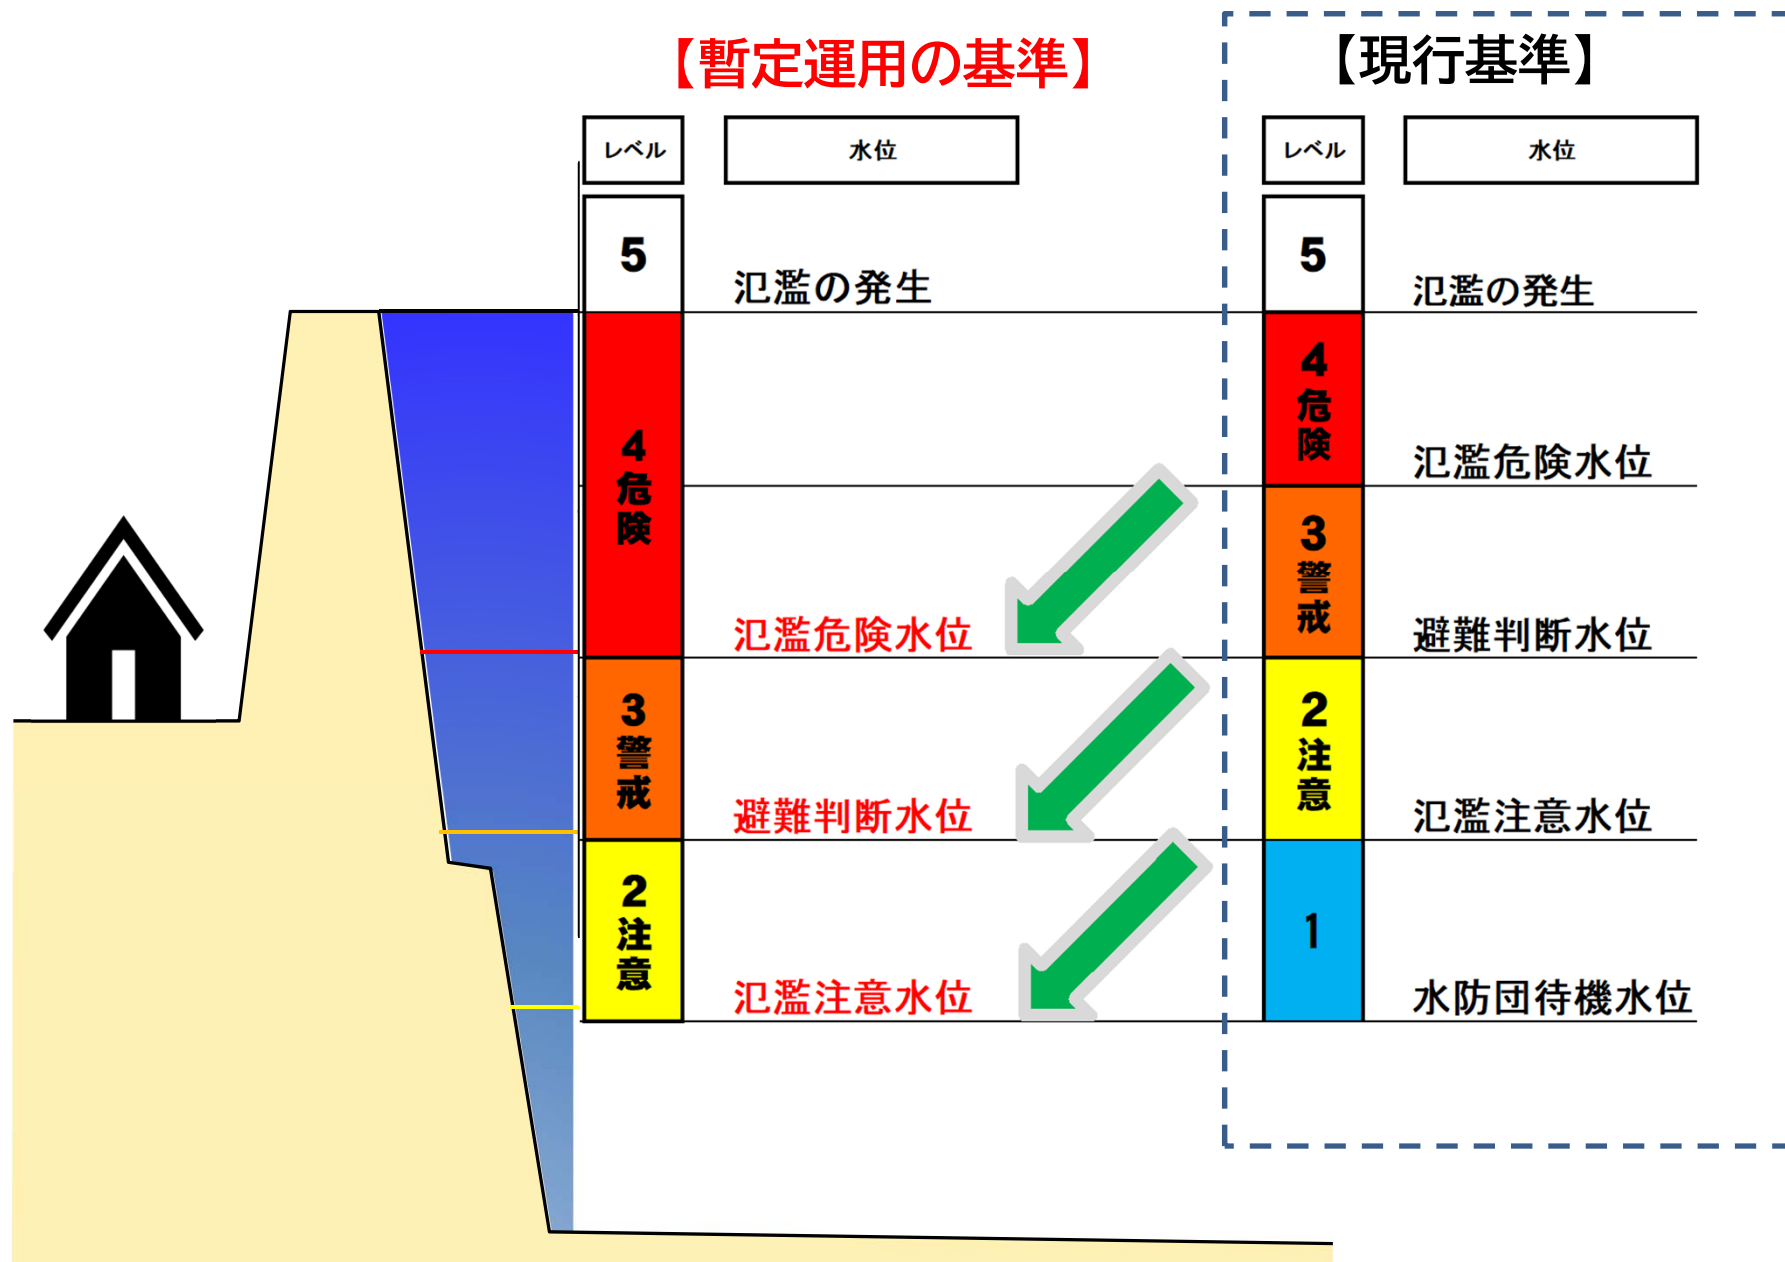 【暫定運用の基準】
レベル
水位
5
氾濫の発生
4
危
険
氾濫危険水位
3
警
戒
避難判断水位
2
注
意
氾濫注意水位
【現行基準】
レベル
水位
5
氾濫の発生
4
危
険
氾濫危険水位
3
警
戒
避難判断水位
2
注
意
氾濫注意水位
1
水防団待機水位